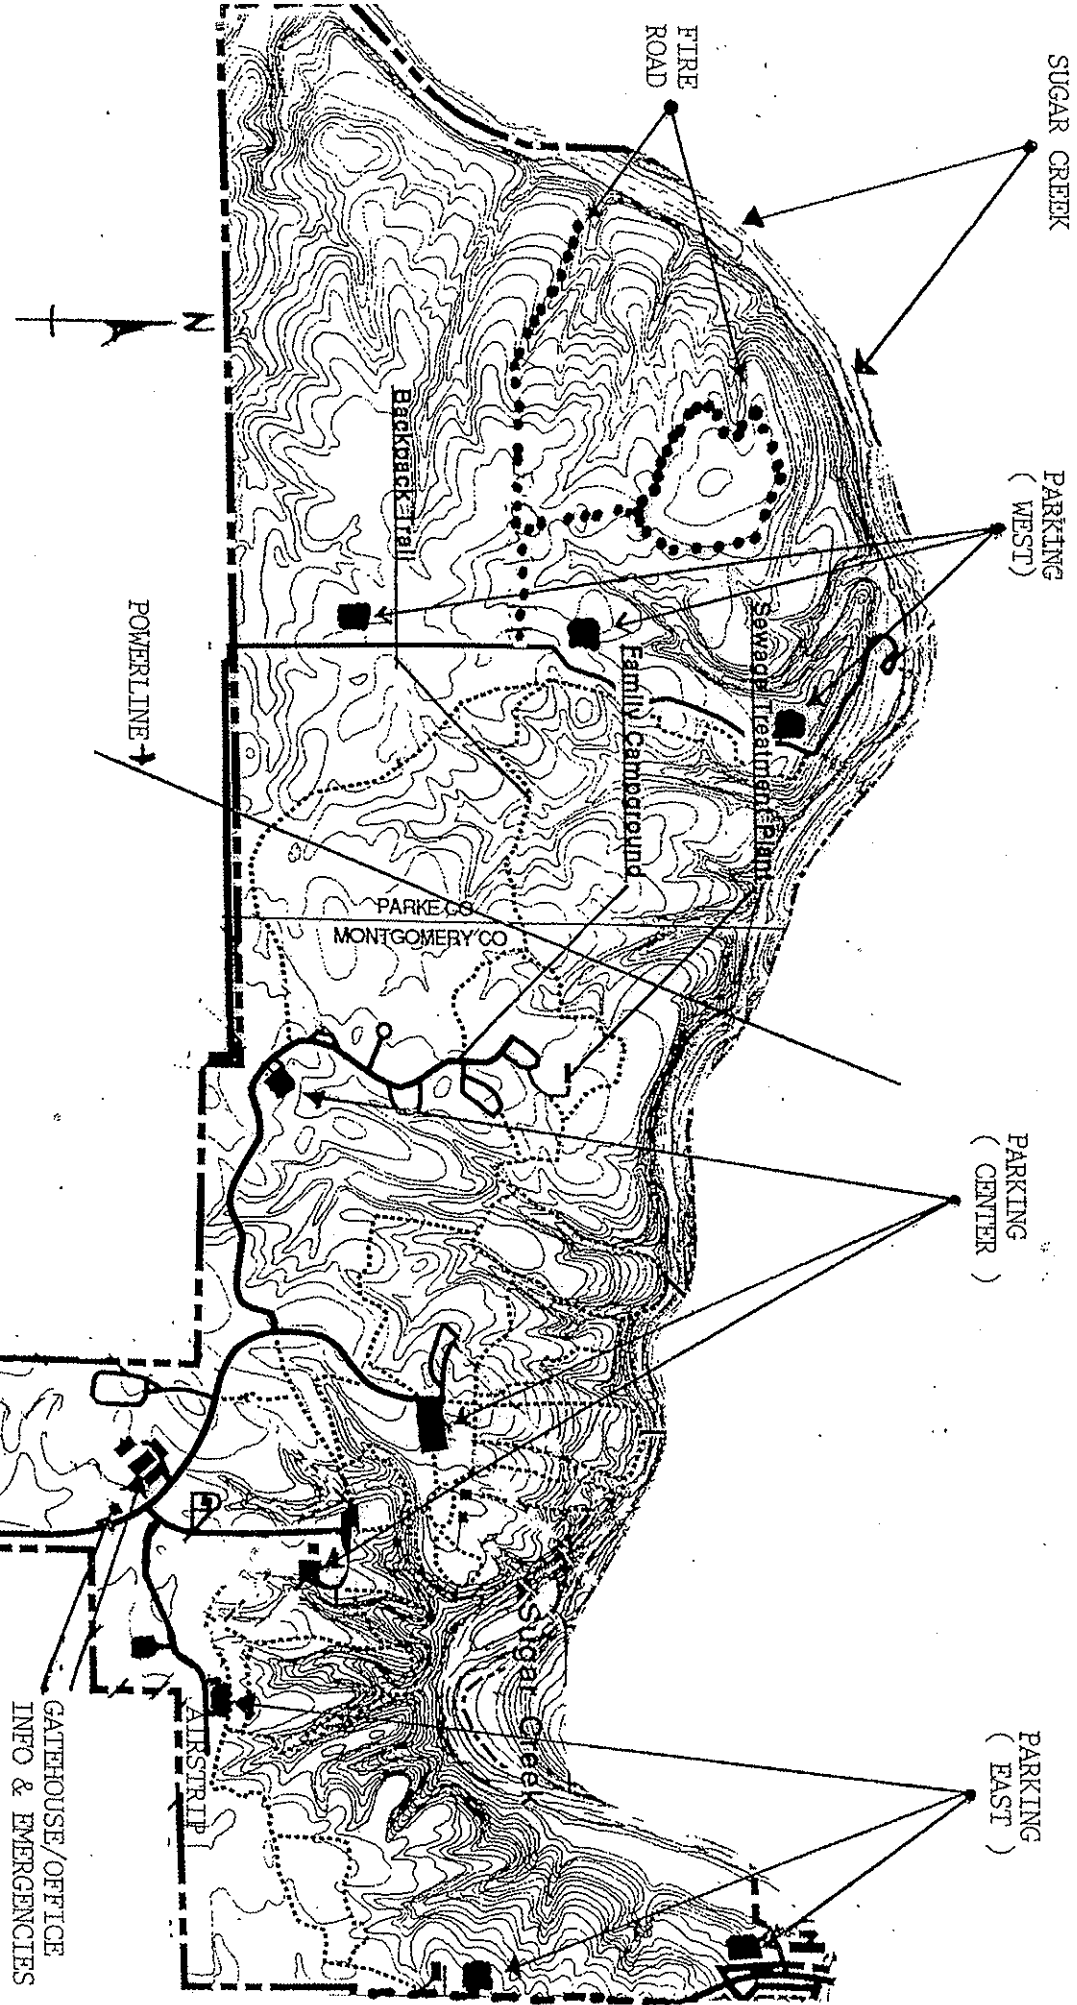 SUGAR CREEK
FIRE
ROAD
PARKING
( WEST )
PARKING
( CENTER )
PARKING
( EAST )
N
Backpack Trail
Sewage Treatment Plant
Family Campground
POWERLINE
PARKE CO
MONTGOMERY CO
Sugar Creek
AIRSTRIP
GATEHOUSE/OFFICE
INFO & EMERGENCIES